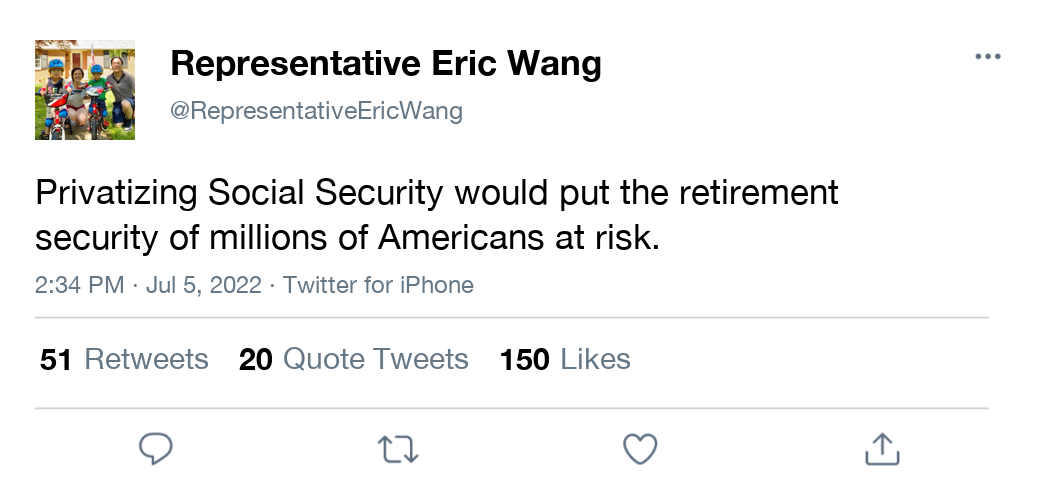 Representative Eric Wang
@RepresentativeEricWang
Privatizing Social Security would put the retirement
security of millions of Americans at risk.
2:34 PM · Jul 5, 2022 · Twitter for iPhone
51 Retweets 20 Quote Tweets 150 Likes